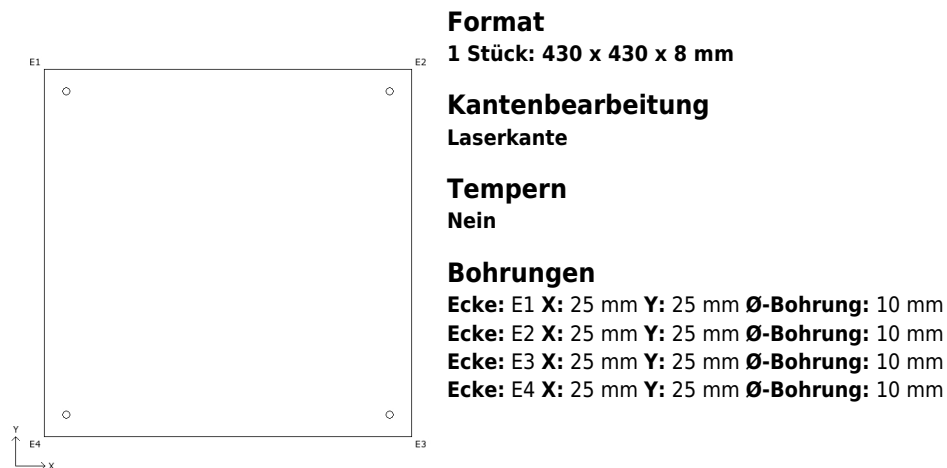 E1
E2
E4
E3
Y
X
Format
1 Stück: 430 x 430 x 8 mm
Kantenbearbeitung
Laserkante
Tempern
Nein
Bohrungen
Ecke: E1 X: 25 mm Y: 25 mm Ø-Bohrung: 10 mm
Ecke: E2 X: 25 mm Y: 25 mm Ø-Bohrung: 10 mm
Ecke: E3 X: 25 mm Y: 25 mm Ø-Bohrung: 10 mm
Ecke: E4 X: 25 mm Y: 25 mm Ø-Bohrung: 10 mm